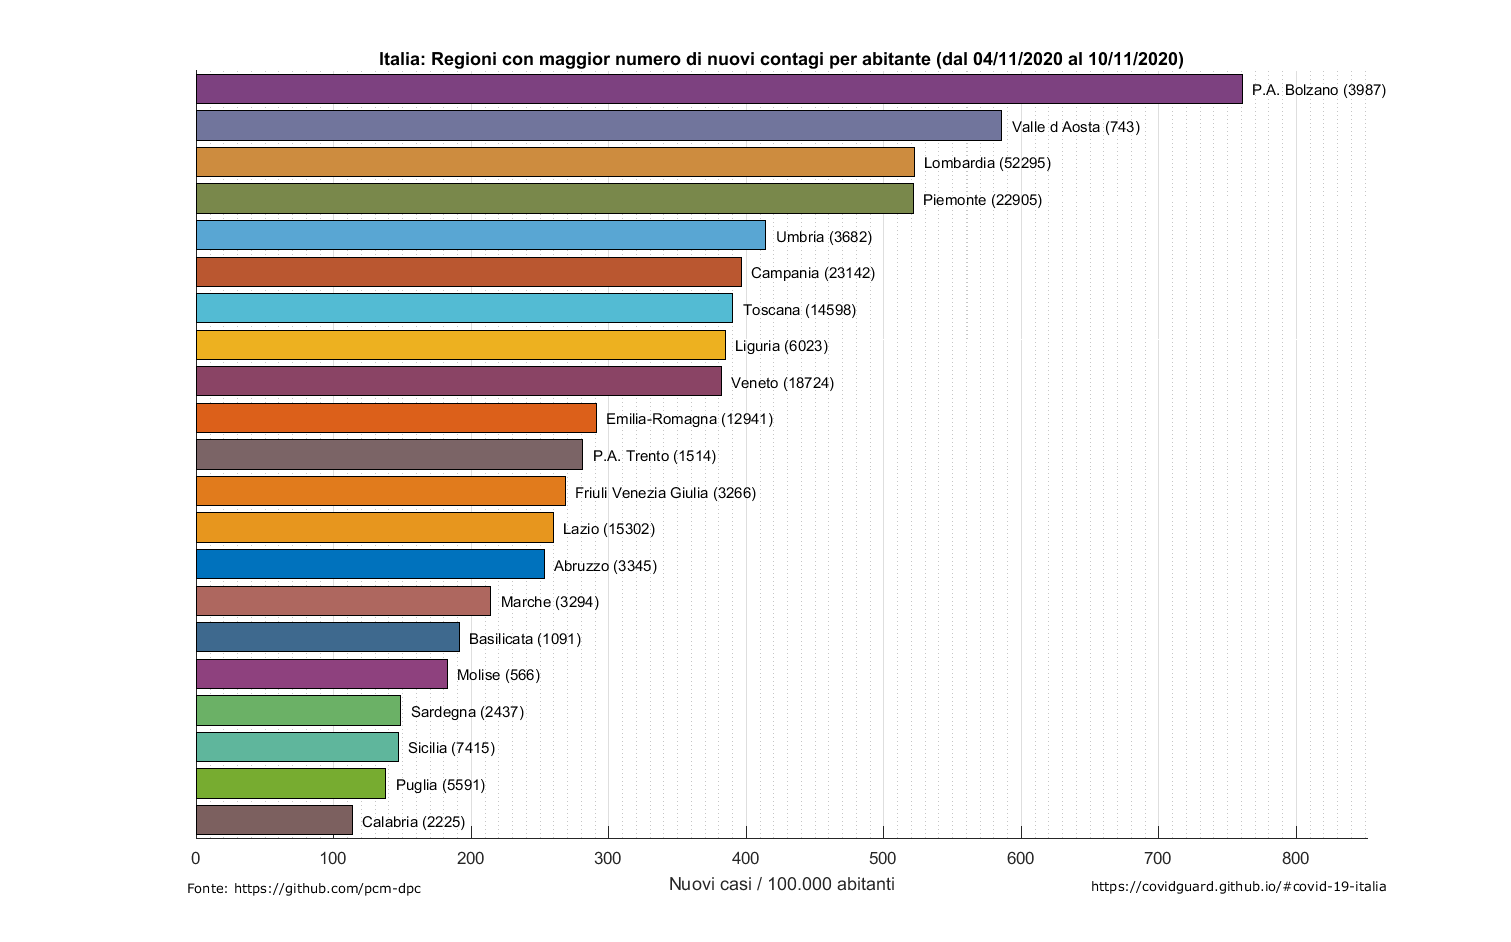 Italia: Regioni con maggior numero di nuovi contagi per abitante (dal 04/11/2020 al 10/11/2020)
P.A. Bolzano (3987)
Valle d Aosta (743)
Lombardia (52295)
Piemonte (22905)
Umbria (3682)
Campania (23142)
Toscana (14598)
Liguria (6023)
Veneto (18724)
Emilia-Romagna (12941)
P.A. Trento (1514)
Friuli Venezia Giulia (3266)
Lazio (15302)
Abruzzo (3345)
Marche (3294)
Basilicata (1091)
Molise (566)
Sardegna (2437)
Sicilia (7415)
Puglia (5591)
Calabria (2225)
0 100 200 300 400 500 600 700 800
Nuovi casi / 100.000 abitanti
Fonte: https://github.com/pcm-dpc
https://covidguard.github.io/#covid-19-italia